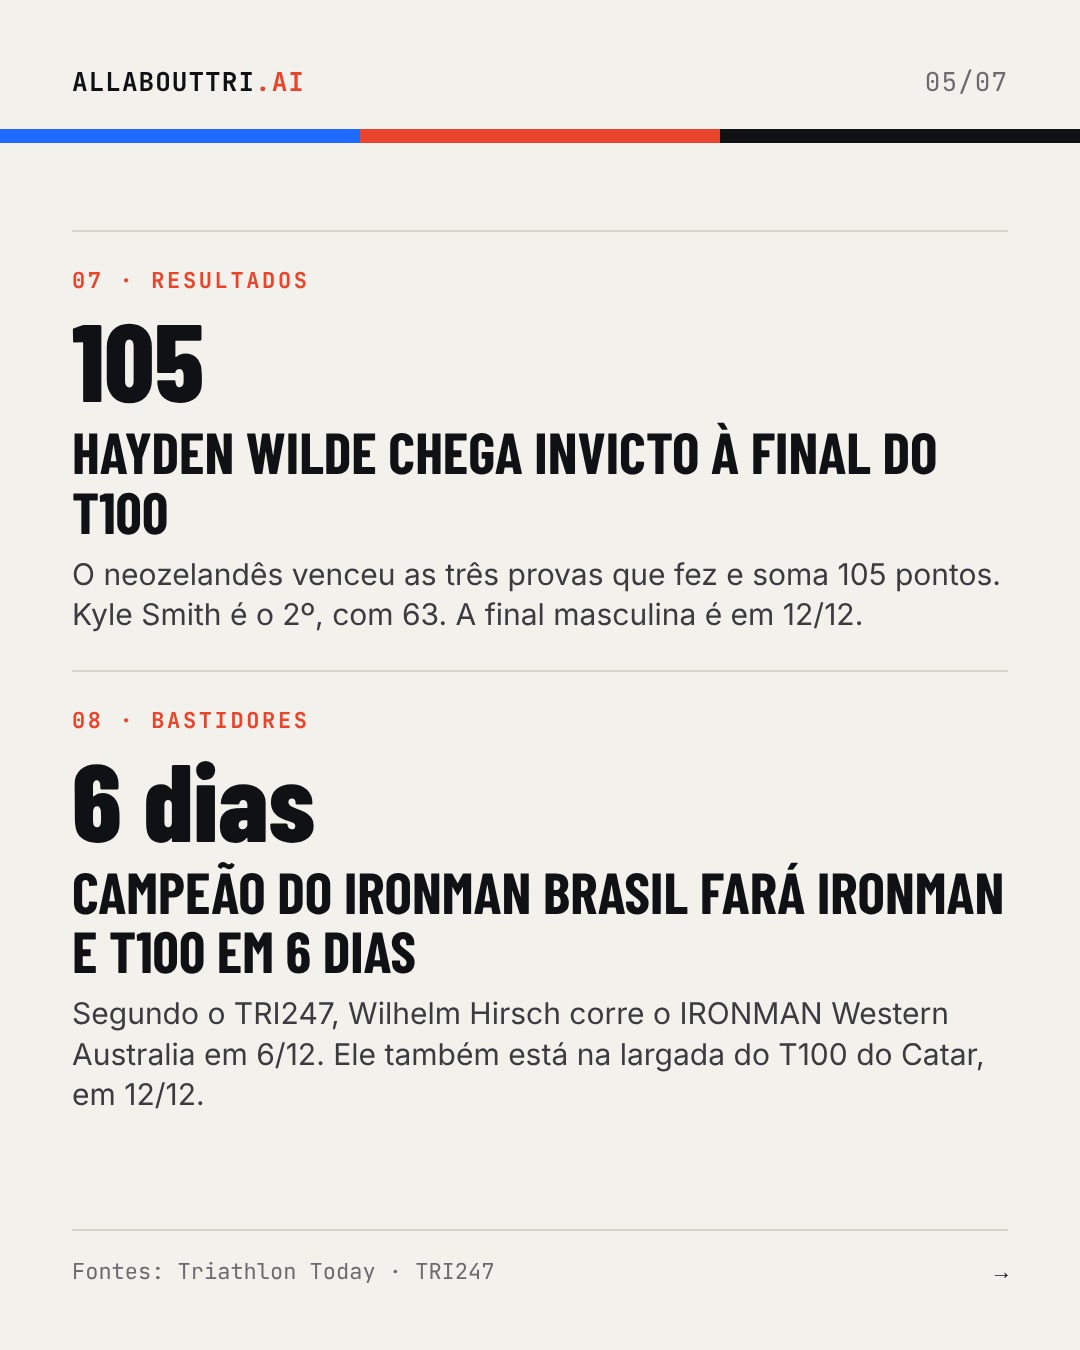 ALLABOUTTRI.AI
05/07
07 · RESULTADOS
105
HAYDEN WILDE CHEGA INVICTO À FINAL DO
T100
O neozelandês venceu as três provas que fez e soma 105 pontos.
Kyle Smith é o 2º, com 63. A final masculina é em 12/12.
08 · BASTIDORES
6 dias
CAMPEÃO DO IRONMAN BRASIL FARÁ IRONMAN
E T100 EM 6 DIAS
Segundo o TRI247, Wilhelm Hirsch corre o IRONMAN Western
Australia em 6/12. Ele também está na largada do T100 do Catar,
em 12/12.
Fontes: Triathlon Today · TRI247
→